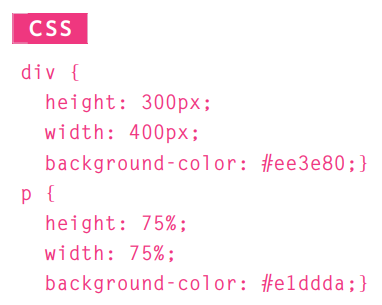 CSS
div {
height: 300px;
width: 400px;
background-color: #ee3e80;}
p {
height: 75%;
width: 75%;
background-color: #e1ddda;}